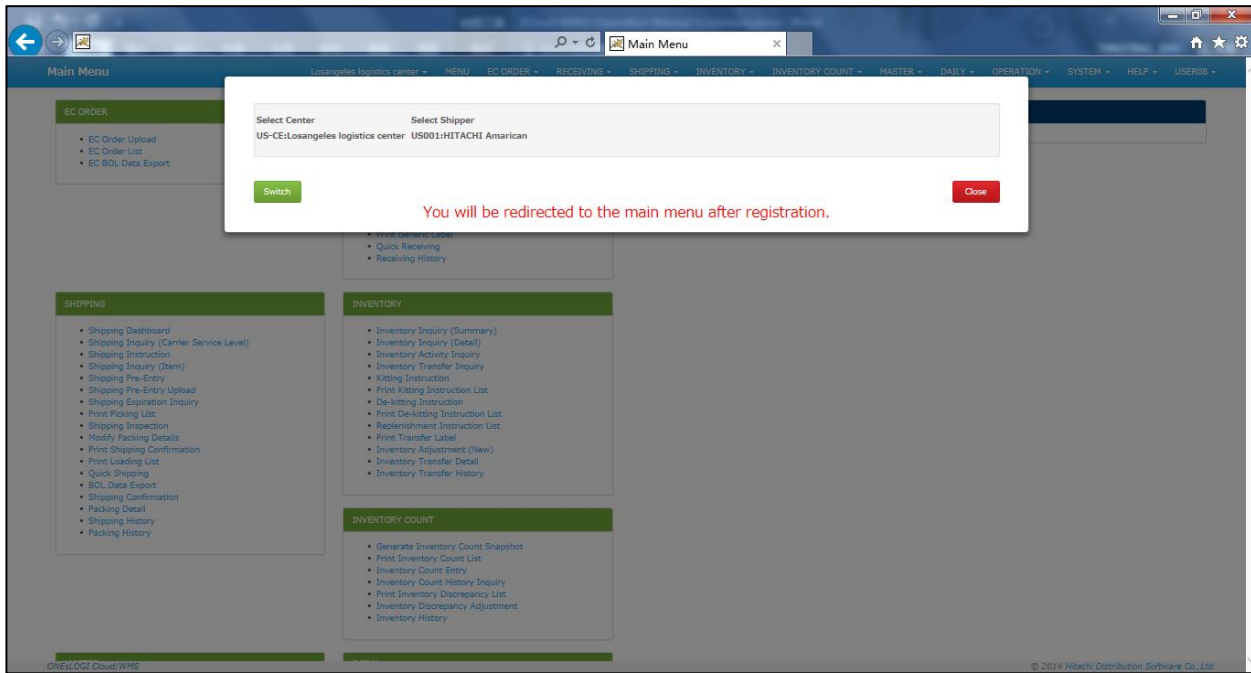 Main Menu
Main Menu
Losangeles logistics center
MENU
EC ORDER
RECEIVING
SHIPPING
INVENTORY
INVENTORY COUNT
MASTER
DAILY
OPERATION
SYSTEM
HELP
USER08
Select Center
Select Shipper
US-CE:Losangeles logistics center
US001:HITACHI Amarican
Switch
Close
You will be redirected to the main menu after registration.
EC ORDER
EC Order Upload
EC Order List
EC BOL Data Export
Print Generic Label
Quick Receiving
Receiving History
SHIPPING
Shipping Dashboard
Shipping Inquiry (Carrier Service Level)
Shipping Instruction
Shipping Inquiry (Item)
Shipping Pre-Entry
Shipping Pre-Entry Upload
Shipping Expiration Inquiry
Print Picking List
Shipping Inspection
Modify Packing Details
Print Shipping Confirmation
Print Loading List
Quick Shipping
BOL Data Export
Shipping Confirmation
Packing Detail
Shipping History
Packing History
INVENTORY
Inventory Inquiry (Summary)
Inventory Inquiry (Detail)
Inventory Activity Inquiry
Inventory Transfer Inquiry
Kitting Instruction
Print Kitting Instruction List
De-kitting Instruction
Print De-kitting Instruction List
Replenishment Instruction List
Print Transfer Label
Inventory Adjustment (New)
Inventory Transfer Detail
Inventory Transfer History
INVENTORY COUNT
Generate Inventory Count Snapshot
Print Inventory Count List
Inventory Count Entry
Inventory Count History Inquiry
Print Inventory Discrepancy List
Inventory Discrepancy Adjustment
Inventory History
ONEsLOGI Cloud/WMS
© 2014 Hitachi Distribution Software Co.,Ltd.